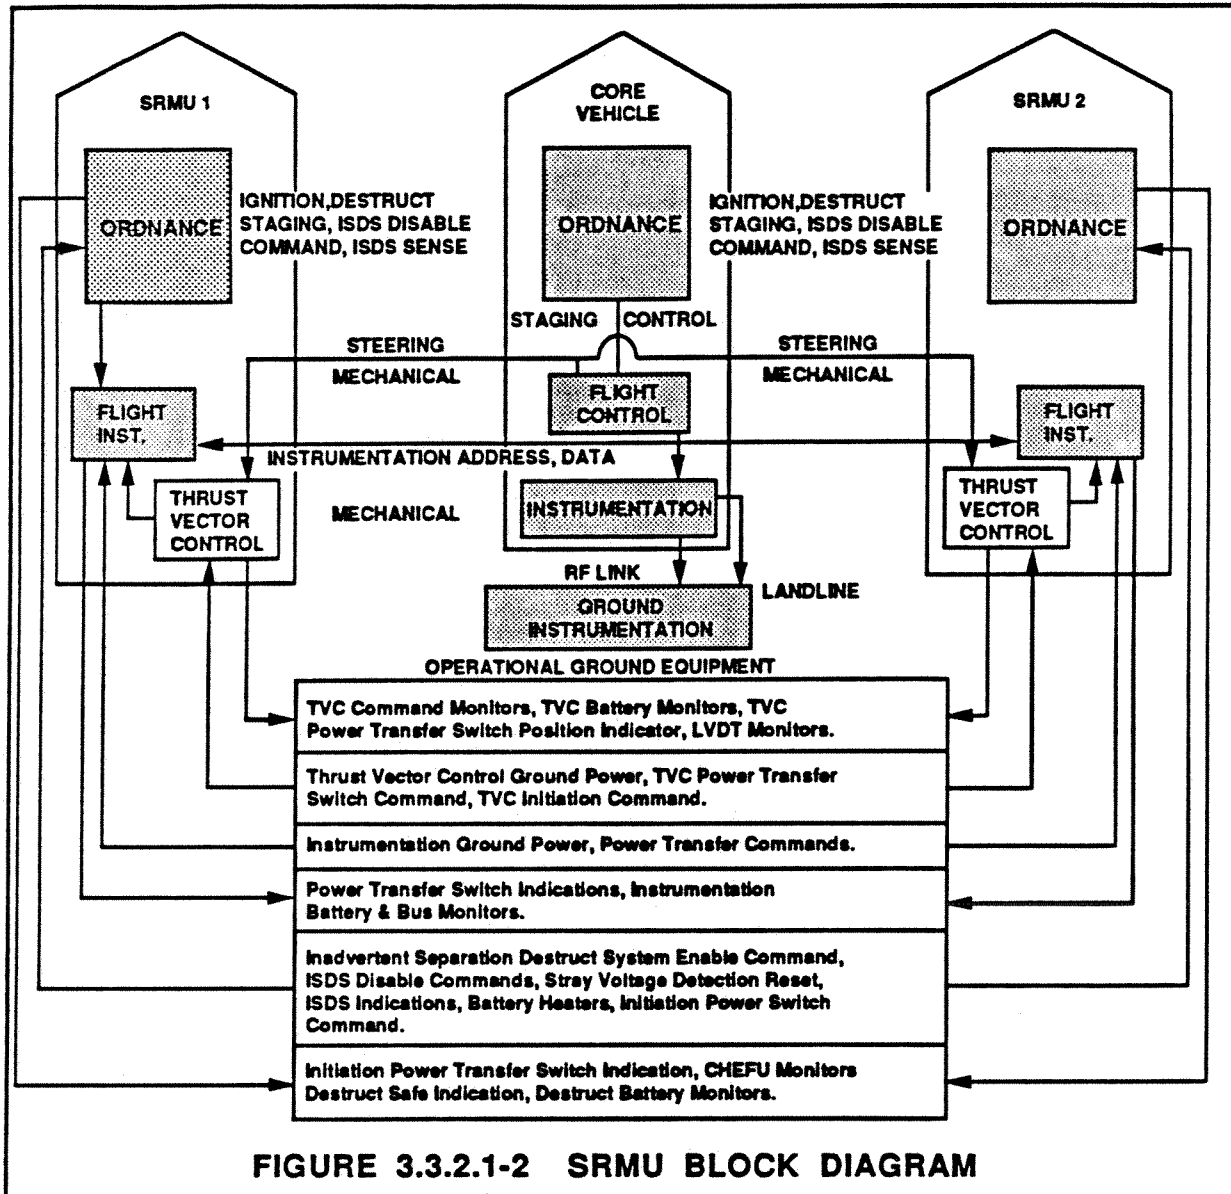 SRMU 1
CORE
VEHICLE
SRMU 2
ORDNANCE
IGNITION,DESTRUCT
STAGING, ISDS DISABLE
COMMAND, ISDS SENSE
ORDNANCE
IGNITION,DESTRUCT
STAGING, ISDS DISABLE
COMMAND, ISDS SENSE
ORDNANCE
STAGING CONTROL
STEERING
MECHANICAL
STEERING
MECHANICAL
FLIGHT
CONTROL
FLIGHT
INST.
FLIGHT
INST.
INSTRUMENTATION ADDRESS, DATA
THRUST
VECTOR
CONTROL
MECHANICAL
INSTRUMENTATION
THRUST
VECTOR
CONTROL
RF LINK
LANDLINE
GROUND
INSTRUMENTATION
OPERATIONAL GROUND EQUIPMENT
TVC Command Monitors, TVC Battery Monitors, TVC
Power Transfer Switch Position Indicator, LVDT Monitors.
Thrust Vector Control Ground Power, TVC Power Transfer
Switch Command, TVC Initiation Command.
Instrumentation Ground Power, Power Transfer Commands.
Power Transfer Switch Indications, Instrumentation
Battery & Bus Monitors.
Inadvertent Separation Destruct System Enable Command,
ISDS Disable Commands, Stray Voltage Detection Reset,
ISDS Indications, Battery Heaters, Initiation Power Switch
Command.
Initiation Power Transfer Switch Indication, CHEFU Monitors
Destruct Safe Indication, Destruct Battery Monitors.
FIGURE 3.3.2.1-2 SRMU BLOCK DIAGRAM